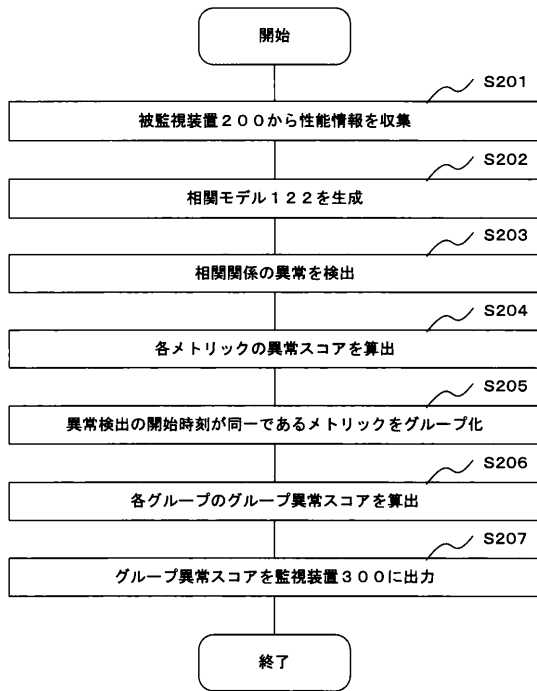 開始
S201
被監視装置200から性能情報を収集
S202
相関モデル122を生成
S203
相関関係の異常を検出
S204
各メトリックの異常スコアを算出
S205
異常検出の開始時刻が同一であるメトリックをグループ化
S206
各グループのグループ異常スコアを算出
S207
グループ異常スコアを監視装置300に出力
終了